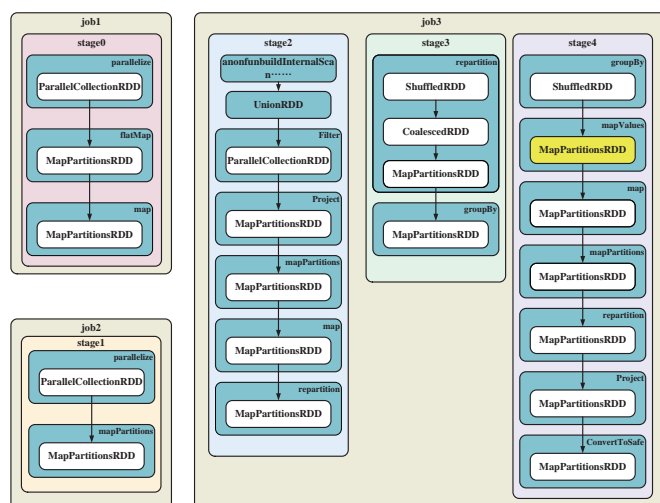 job1
stage0
parallelize
ParallelCollectionRDD
flatMap
MapPartitionsRDD
map
MapPartitionsRDD
job2
stage1
parallelize
ParallelCollectionRDD
mapPartitions
MapPartitionsRDD
job3
stage2
anonfunbuildInternalSca
n······
UnionRDD
Filter
ParallelCollectionRDD
Project
MapPartitionsRDD
mapPartitions
MapPartitionsRDD
map
MapPartitionsRDD
repartition
MapPartitionsRDD
stage3
repartition
ShuffledRDD
CoalescedRDD
MapPartitionsRDD
groupBy
MapPartitionsRDD
stage4
groupBy
ShuffledRDD
mapValues
MapPartitionsRDD
map
MapPartitionsRDD
mapPartitions
MapPartitionsRDD
repartition
MapPartitionsRDD
Project
MapPartitionsRDD
ConvertToSafe
MapPartitionsRDD